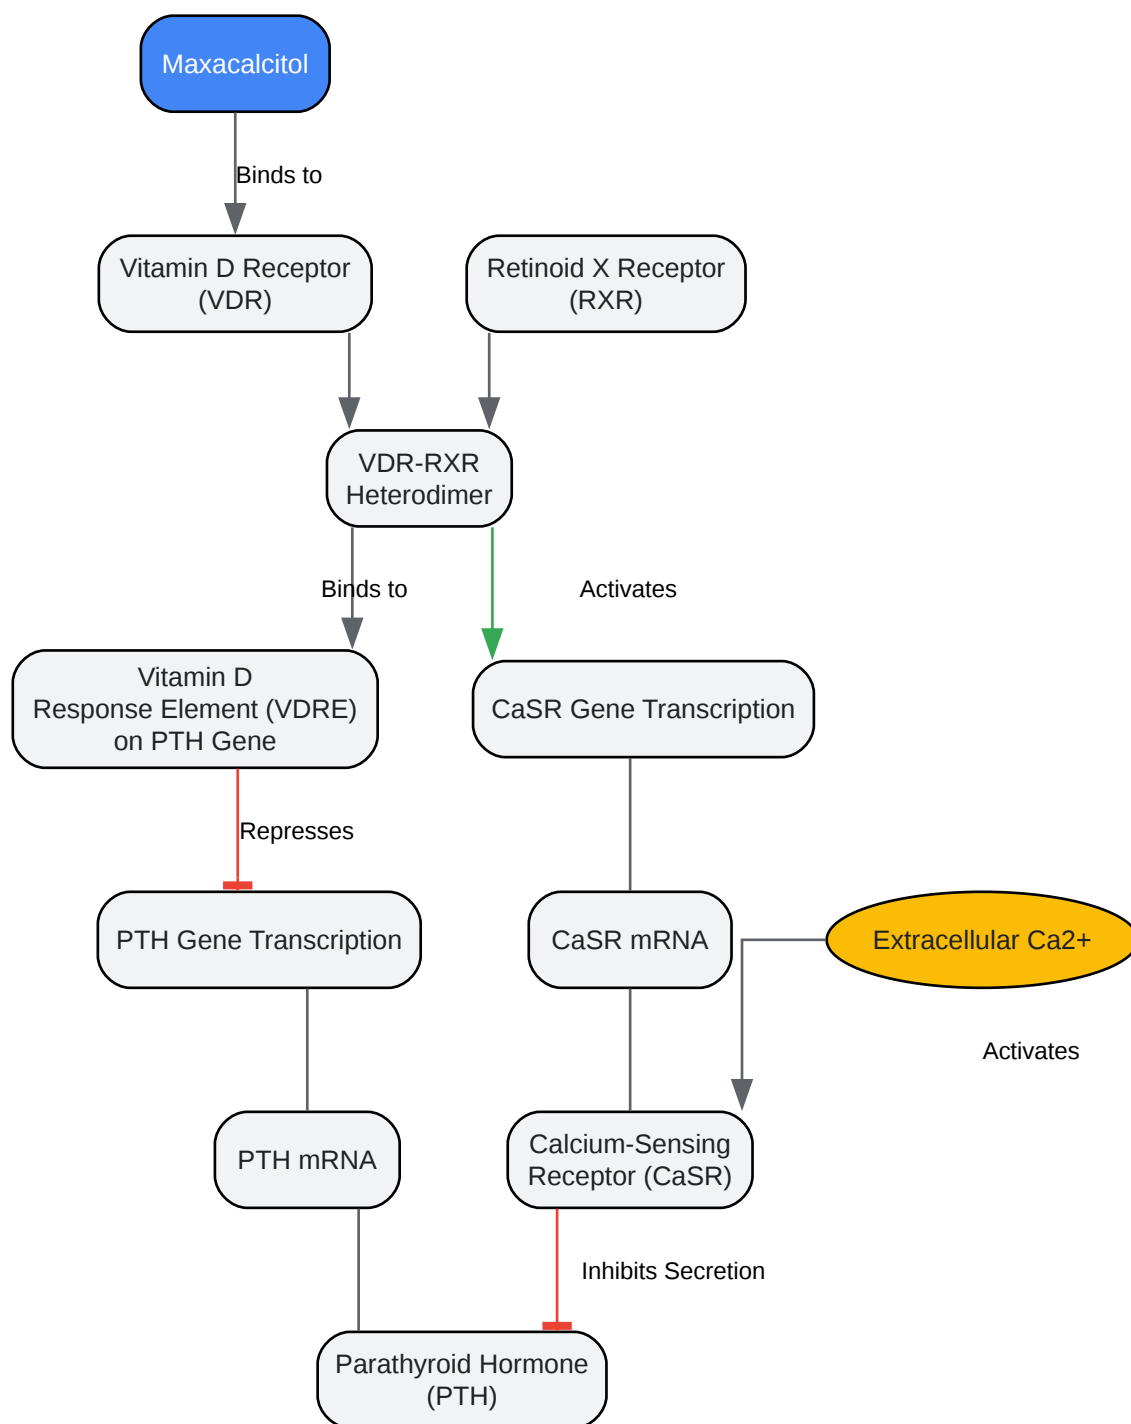 Maxacalcitol
Binds to
Vitamin D Receptor
(VDR)
Retinoid X Receptor
(RXR)
VDR-RXR
Heterodimer
Binds to
Activates
Vitamin D
Response Element (VDRE)
on PTH Gene
CaSR Gene Transcription
Represses
PTH Gene Transcription
CaSR mRNA
Extracellular Ca2+
Activates
PTH mRNA
Calcium-Sensing
Receptor (CaSR)
Inhibits Secretion
Parathyroid Hormone
(PTH)